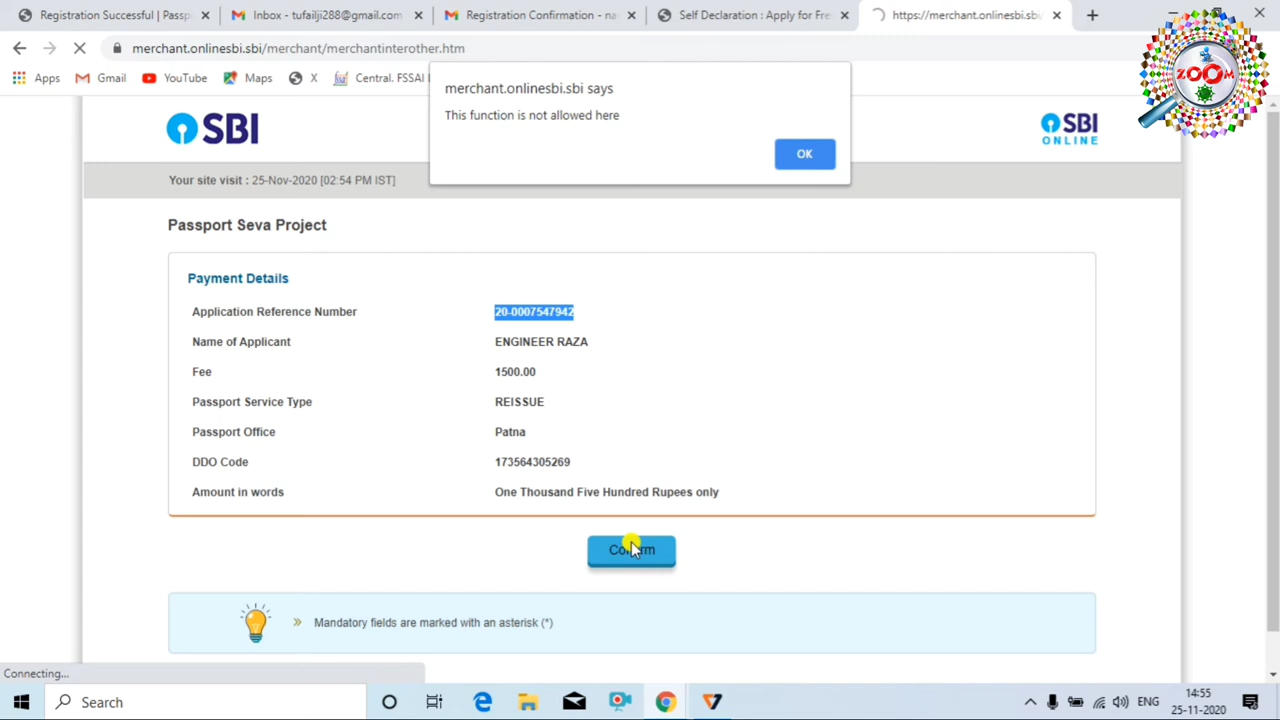 Registration Successful | Passp
Inbox - tufailji288@gmail.com
Registration Confirmation - na
Self Declaration : Apply for Fre
https://merchant.onlinesbi.sbi/
merchant.onlinesbi.sbi/merchant/merchantinterother.htm
Apps
Gmail
YouTube
Maps
X
Central. FSSAI
merchant.onlinesbi.sbi says
This function is not allowed here
OK
ZOOM
SBI
SBI
ONLINE
Your site visit : 25-Nov-2020 [02:54 PM IST]
Passport Seva Project
Payment Details
Application Reference Number 20-0007547942
Name of Applicant ENGINEER RAZA
Fee 1500.00
Passport Service Type REISSUE
Passport Office Patna
DDO Code 173564305269
Amount in words One Thousand Five Hundred Rupees only
Confirm
» Mandatory fields are marked with an asterisk (*)
Connecting...
Search
ENG
14:55
25-11-2020